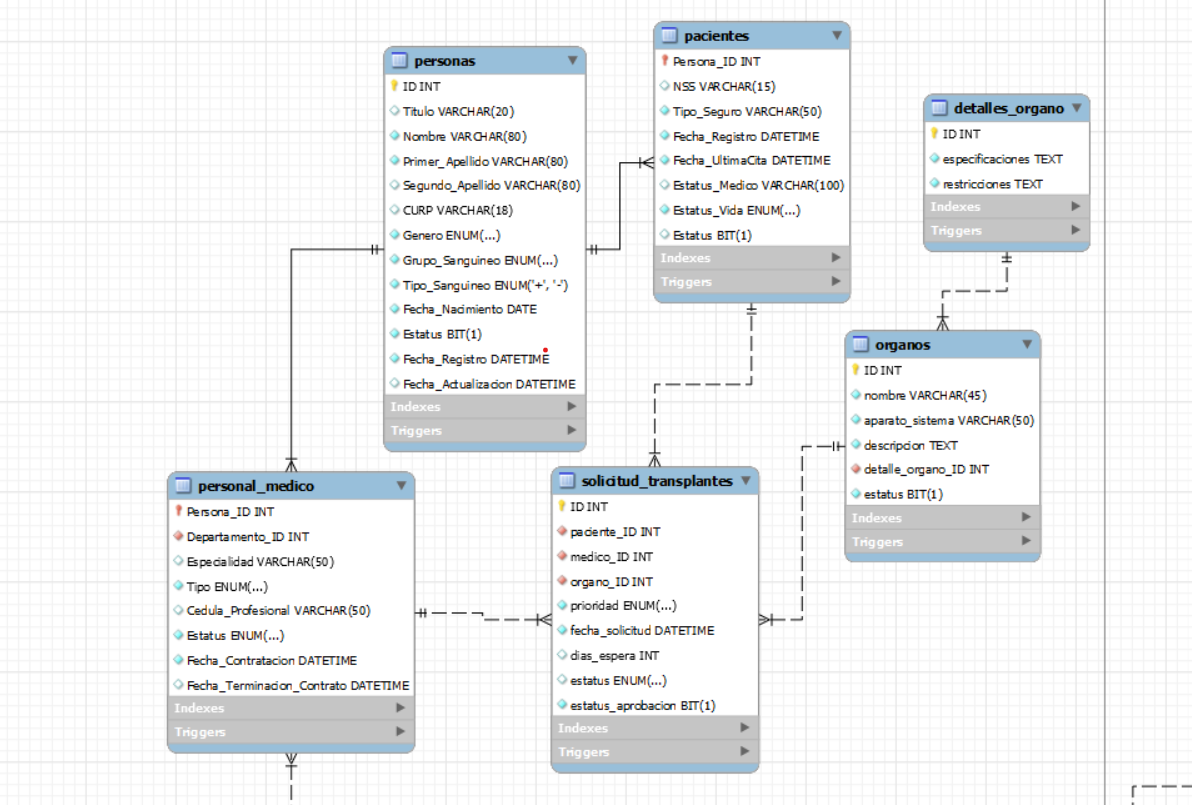 personas
ID INT
Titulo VARCHAR(20)
Nombre VARCHAR(80)
Primer_Apellido VARCHAR(80)
Segundo_Apellido VARCHAR(80)
CURP VARCHAR(18)
Genero ENUM(...)
Grupo_Sanguineo ENUM(...)
Tipo_Sanguineo ENUM('+', '-')
Fecha_Nacimiento DATE
Estatus BIT(1)
Fecha_Registro DATETIME
Fecha_Actualizacion DATETIME
Indexes
Triggers
pacientes
Persona_ID INT
NSS VARCHAR(15)
Tipo_Seguro VARCHAR(50)
Fecha_Registro DATETIME
Fecha_UltimaCita DATETIME
Estatus_Medico VARCHAR(100)
Estatus_Vida ENUM(...)
Estatus BIT(1)
Indexes
Triggers
detalles_organo
ID INT
especificaciones TEXT
restricciones TEXT
Indexes
Triggers
organos
ID INT
nombre VARCHAR(45)
aparato_sistema VARCHAR(50)
descripcion TEXT
detalle_organo_ID INT
estatus BIT(1)
Indexes
Triggers
personal_medico
Persona_ID INT
Departamento_ID INT
Especialidad VARCHAR(50)
Tipo ENUM(...)
Cedula_Profesional VARCHAR(50)
Estatus ENUM(...)
Fecha_Contratacion DATETIME
Fecha_Terminacion_Contrato DATETIME
Indexes
Triggers
solicitud_transplantes
ID INT
paciente_ID INT
medico_ID INT
organo_ID INT
prioridad ENUM(...)
fecha_solicitud DATETIME
dias_espera INT
estatus ENUM(...)
estatus_aprobacion BIT(1)
Indexes
Triggers